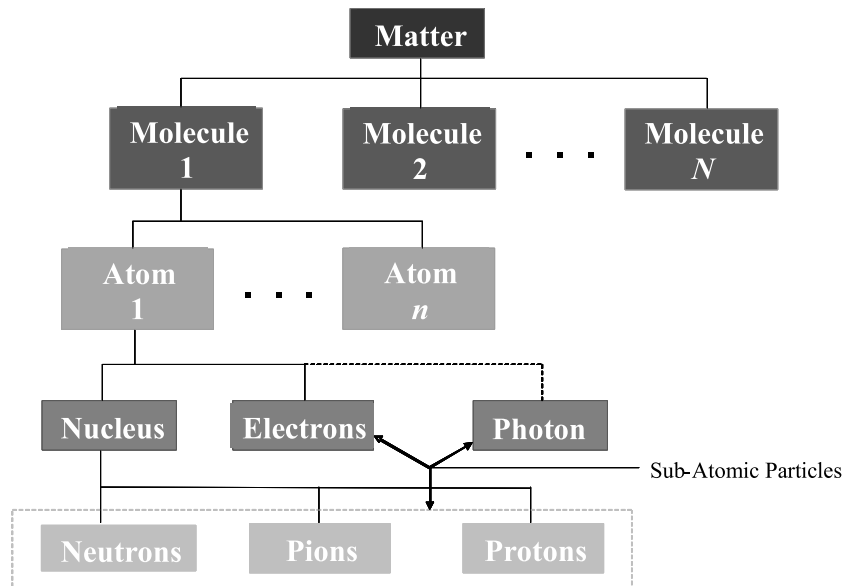 Matter
Molecule
1
Molecule
2
. . .
Molecule
N
Atom
1
. . .
Atom
n
Nucleus
Electrons
Photon
Sub-Atomic Particles
Neutrons
Pions
Protons